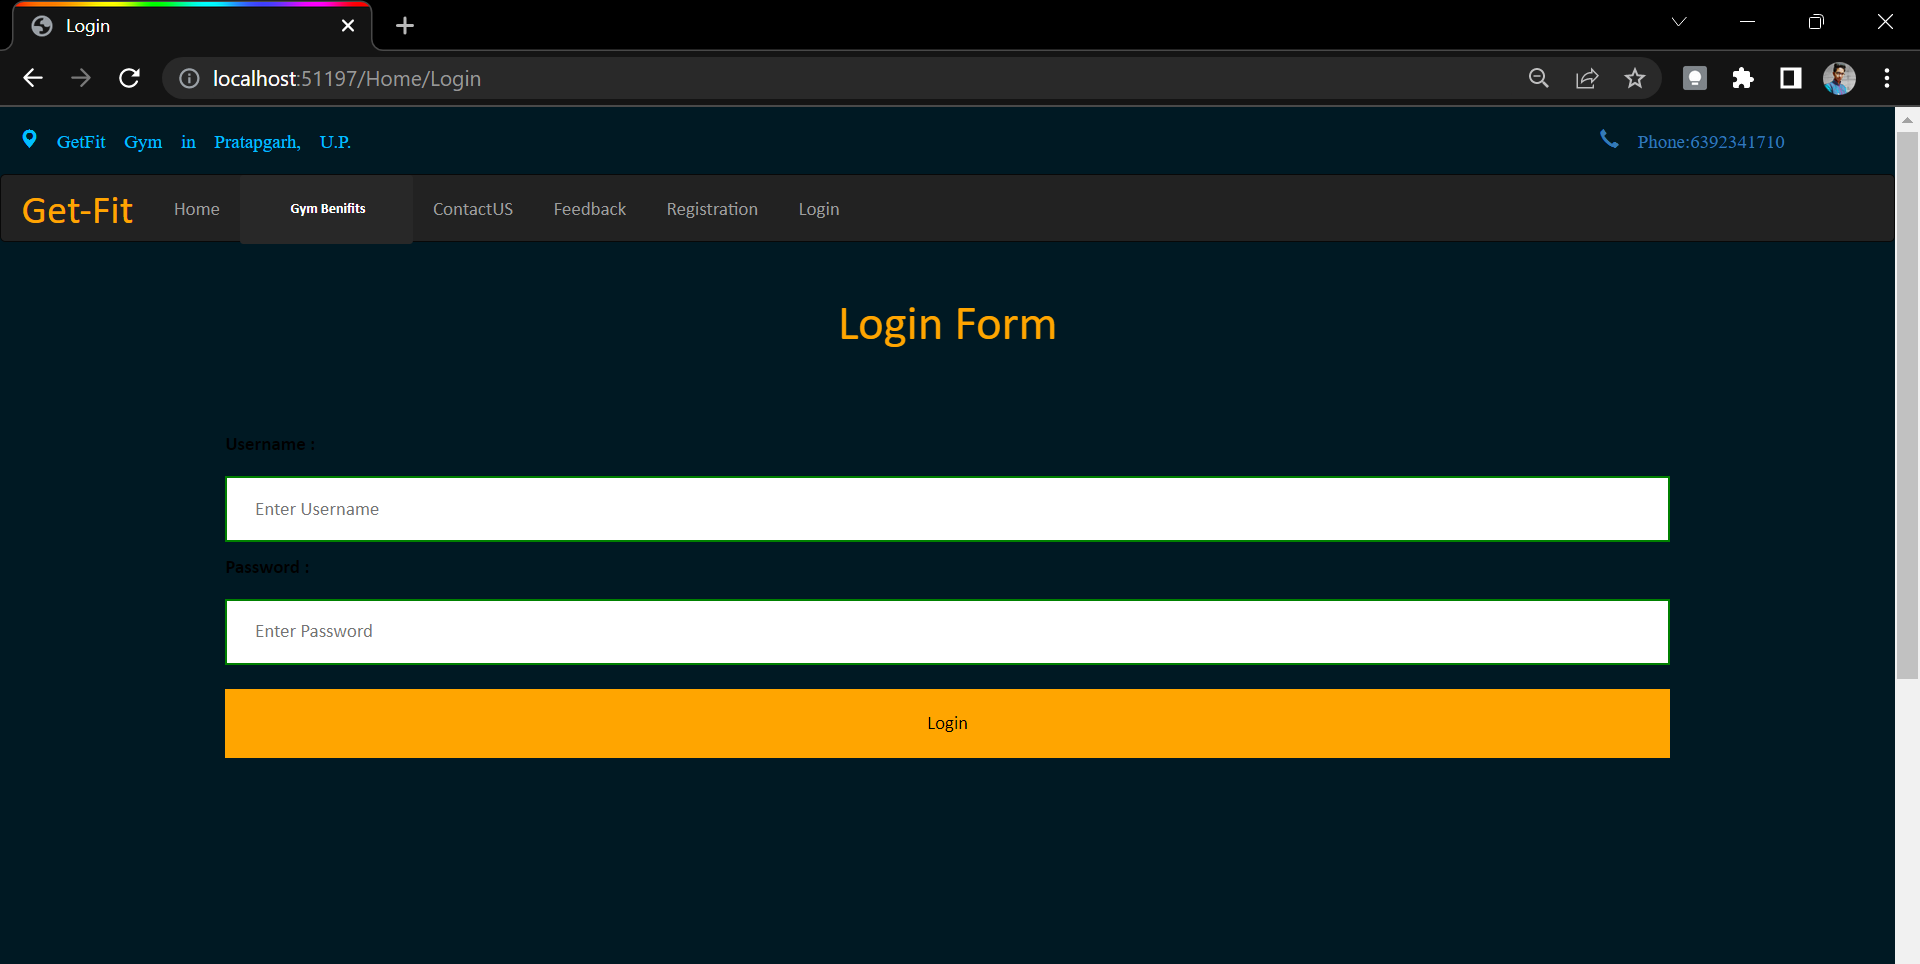 Login
localhost:51197/Home/Login
GetFit Gym in Pratapgarh, U.P.
Phone:6392341710
Get-Fit Home Gym Benifits ContactUS Feedback Registration Login
Login Form
Username :
Enter Username
Password :
Enter Password
Login